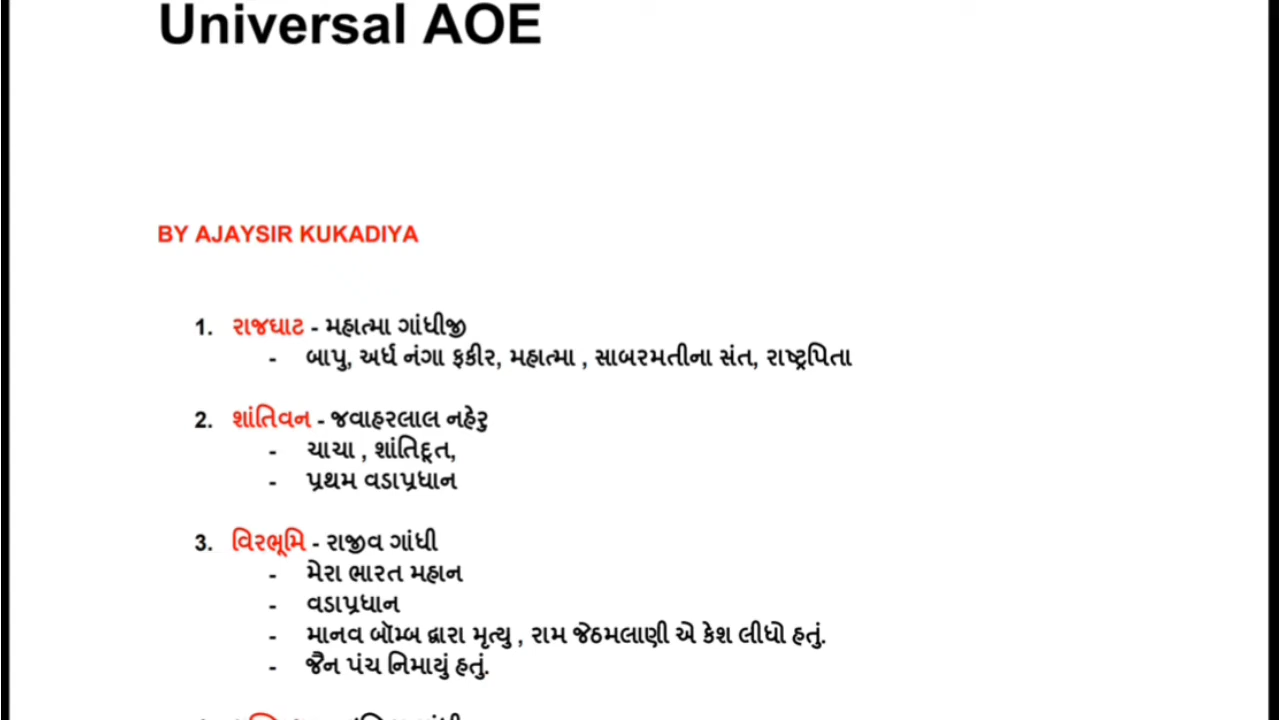 Universal AOE
BY AJAYSIR KUKADIYA
1. રાજઘાટ - મહાત્મા ગાંધીજી
- બાપુ, અર્ધ નંગા ફકીર, મહાત્મા , સાબરમતીના સંત, રાષ્ટ્રપિતા
2. શાંતિવન - જવાહરલાલ નહેરુ
- ચાચા , શાંતિદૂત,
- પ્રથમ વડાપ્રધાન
3. વિરભૂમિ - રાજીવ ગાંધી
- મેરા ભારત મહાન
- વડાપ્રધાન
- માનવ બૉમ્બ દ્વારા મૃત્યુ , રામ જેઠમલાણી એ કેશ લીધો હતું.
- જૈન પંચ નિમાયું હતું.